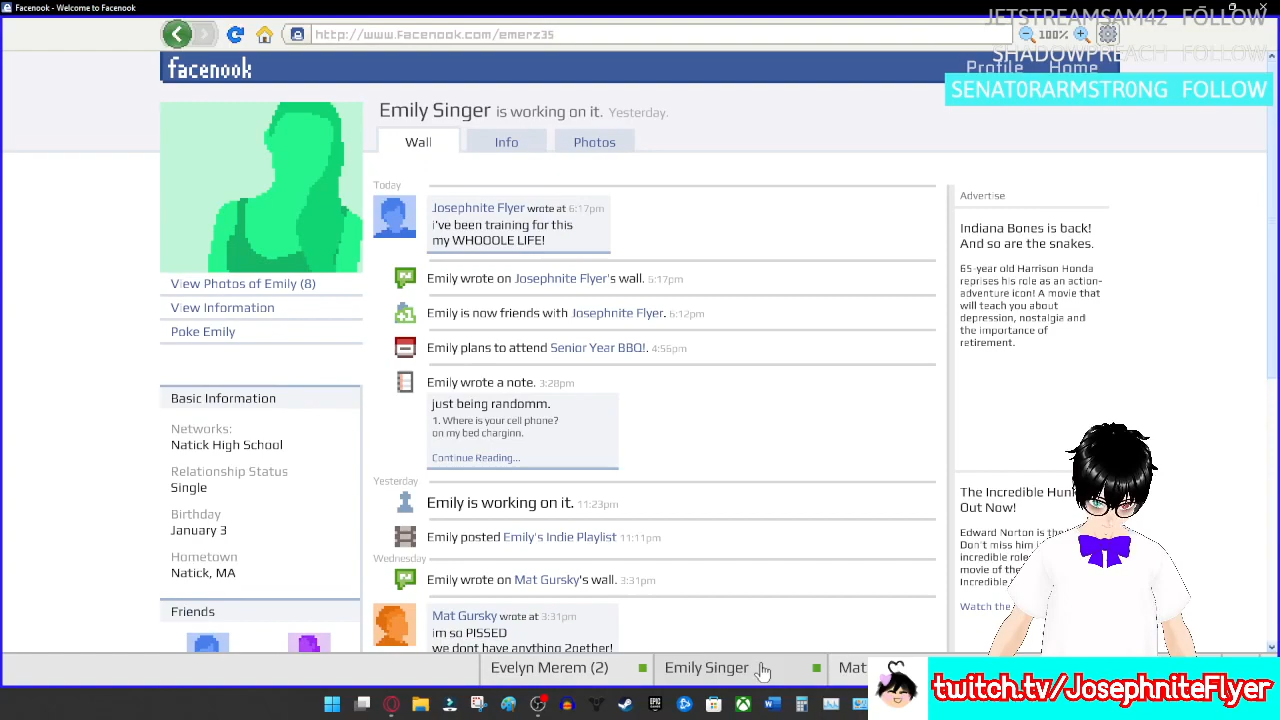 Facenook - Welcome to Facenook
JETSTREAMSAM42 FOLLOW
http://www.facenook.com/emerz35
100%
SHADOWPREACH FOLLOW
facenook
Profile Home
SENAT0RARMSTR0NG FOLLOW
Emily Singer is working on it. Yesterday.
Wall Info Photos
View Photos of Emily (8)
View Information
Poke Emily
Basic Information
Networks:
Natick High School
Relationship Status
Single
Birthday
January 3
Hometown
Natick, MA
Friends
Today
Josephnite Flyer wrote at 6:17pm
i've been training for this
my WHOOOLE LIFE!
Emily wrote on Josephnite Flyer's wall. 6:17pm
Emily is now friends with Josephnite Flyer. 6:12pm
Emily plans to attend Senior Year BBQ!. 4:56pm
Emily wrote a note. 3:28pm
just being randomm.
1. Where is your cell phone?
on my bed charginn.
Continue Reading...
Yesterday
Emily is working on it. 11:23pm
Emily posted Emily's Indie Playlist 11:11pm
Wednesday
Emily wrote on Mat Gursky's wall. 3:31pm
Mat Gursky wrote at 3:31pm
im so PISSED
we dont have anything 2gether!
Advertise
Indiana Bones is back!
And so are the snakes.
65-year old Harrison Honda
reprises his role as an action-
adventure icon! A movie that
will teach you about
depression, nostalgia and
the importance of
retirement.
The Incredible Hun
Out Now!
Edward Norton is the
Don't miss him i
incredible role
movie of the
Incredible
Watch the
Evelyn Merem (2)
Emily Singer
Mat
twitch.tv/JosephniteFlyer